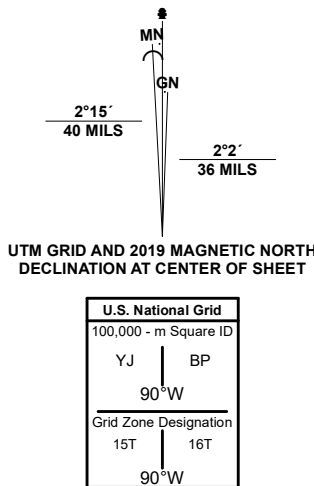 MN
GN
2°15´
40 MILS
2°2´
36 MILS
UTM GRID AND 2019 MAGNETIC NORTH
DECLINATION AT CENTER OF SHEET
U.S. National Grid
100,000 - m Square ID
YJ BP
90°W
Grid Zone Designation
15T 16T
90°W